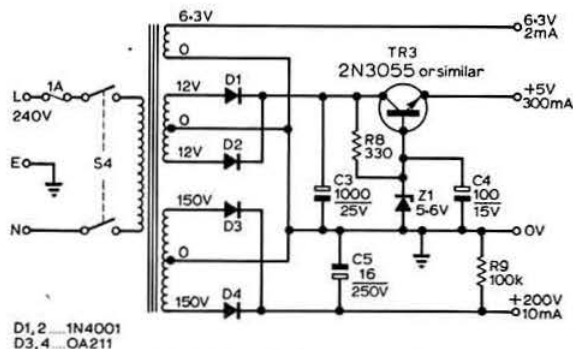 6·3V
0
6·3V
2mA
TR3
2N3055 or similar
L
1A
240V
S4
E
N
12V
D1
0
12V
D2
+5V
300mA
R8
330
C3
1000
25V
Z1
5·6V
C4
100
15V
150V
D3
0
150V
D4
C5
16
250V
0V
R9
100k
+200V
10mA
D1,2 ....1N4001
D3,4 ....OA211